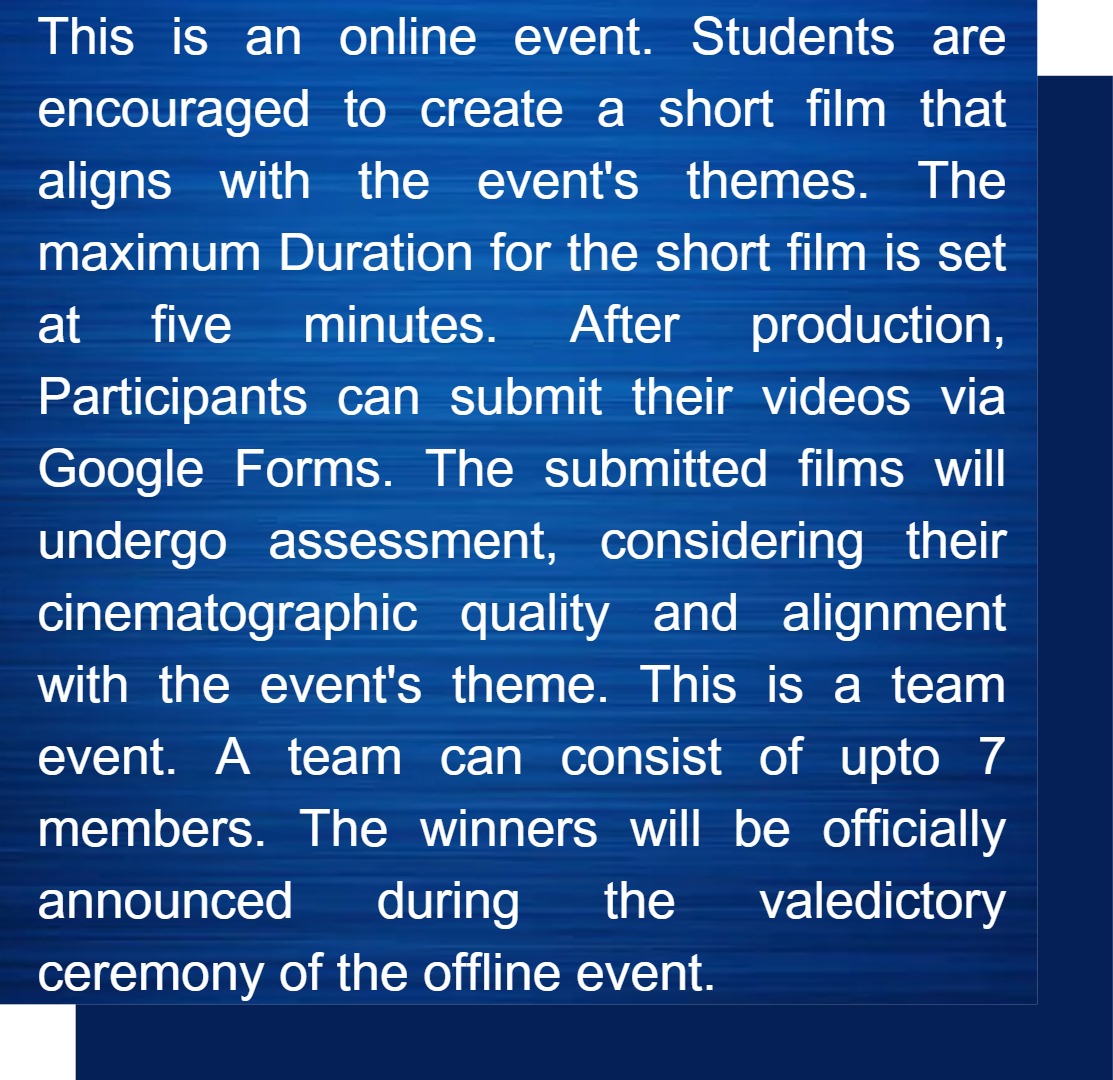 This is an online event. Students are
encouraged to create a short film that
aligns with the event's themes. The
maximum Duration for the short film is set
at five minutes. After production,
Participants can submit their videos via
Google Forms. The submitted films will
undergo assessment, considering their
cinematographic quality and alignment
with the event's theme. This is a team
event. A team can consist of upto 7
members. The winners will be officially
announced during the valedictory
ceremony of the offline event.